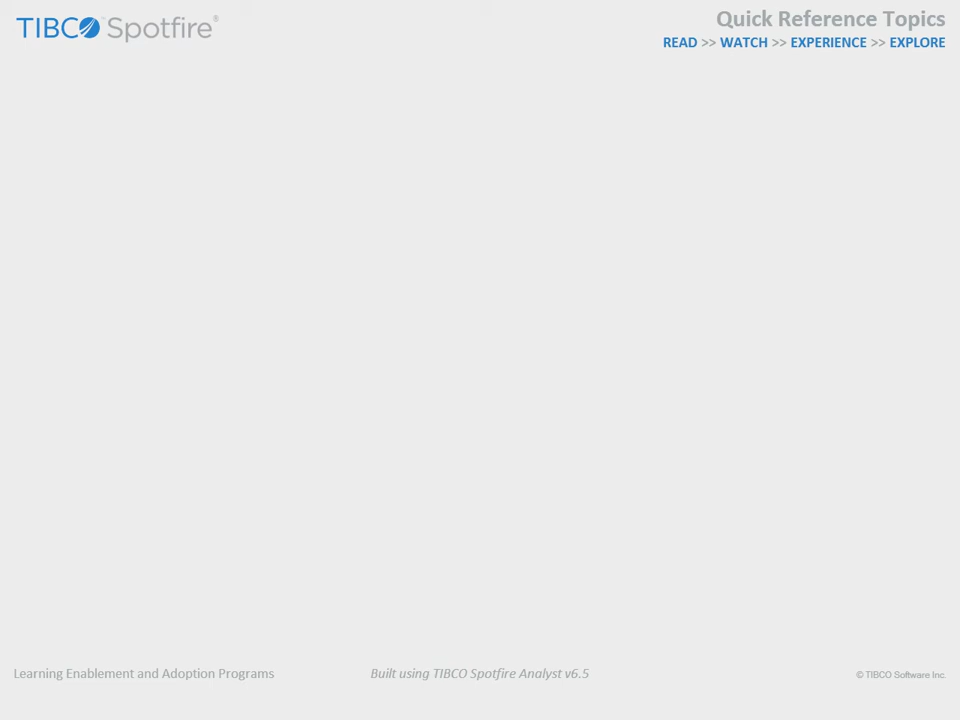 TIBCO Spotfire®
Quick Reference Topics
READ >> WATCH >> EXPERIENCE >> EXPLORE
Learning Enablement and Adoption Programs
Built using TIBCO Spotfire Analyst v6.5
© TIBCO Software Inc.